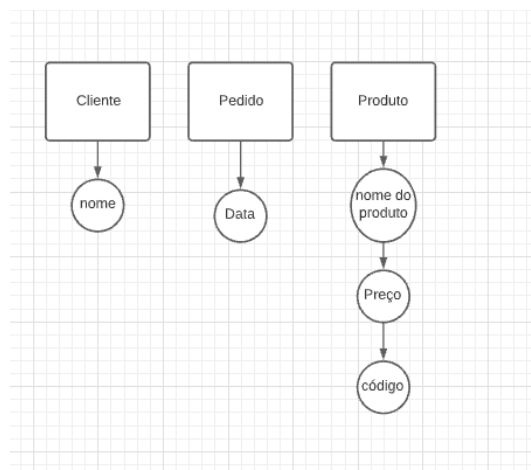 Cliente
Pedido
Produto
nome
Data
nome do
produto
Preço
código